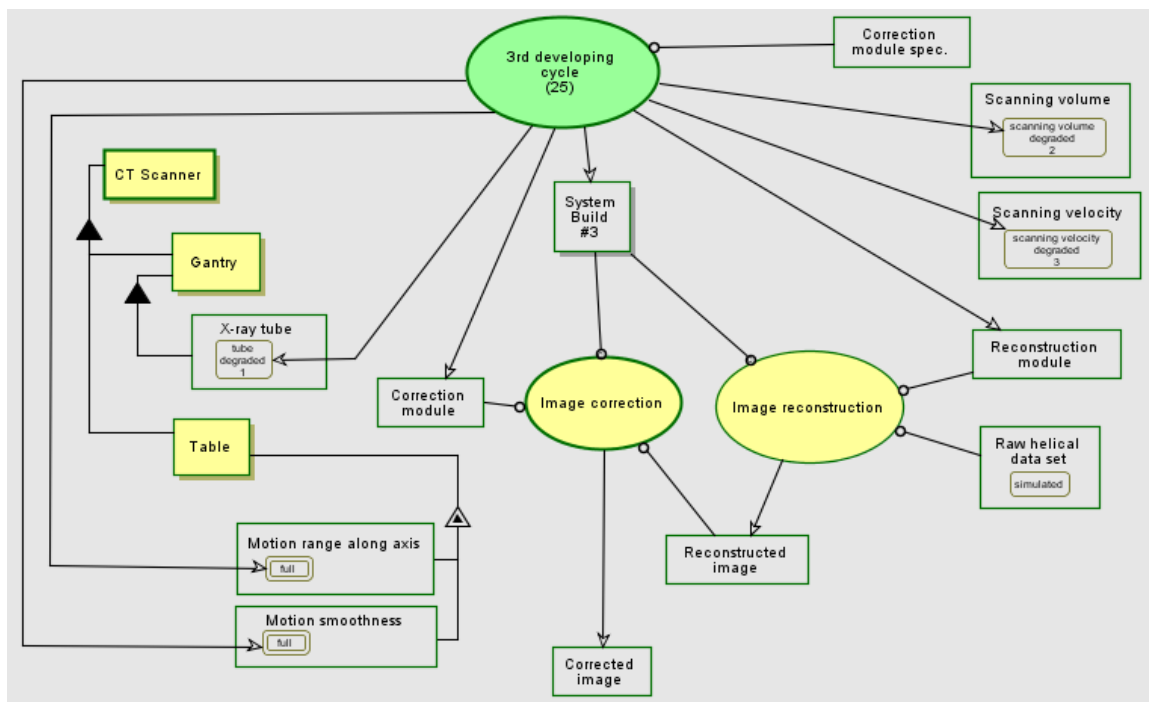 3rd developing
cycle
(25)
Correction
module spec.
Scanning volume
scanning volume
degraded
2
CT Scanner
System
Build
#3
Scanning velocity
scanning velocity
degraded
3
Gantry
X-ray tube
tube
degraded
1
Reconstruction
module
Correction
module
Image correction
Image reconstruction
Table
Raw helical
data set
simulated
Motion range along axis
full
Reconstructed
image
Motion smoothness
full
Corrected
image